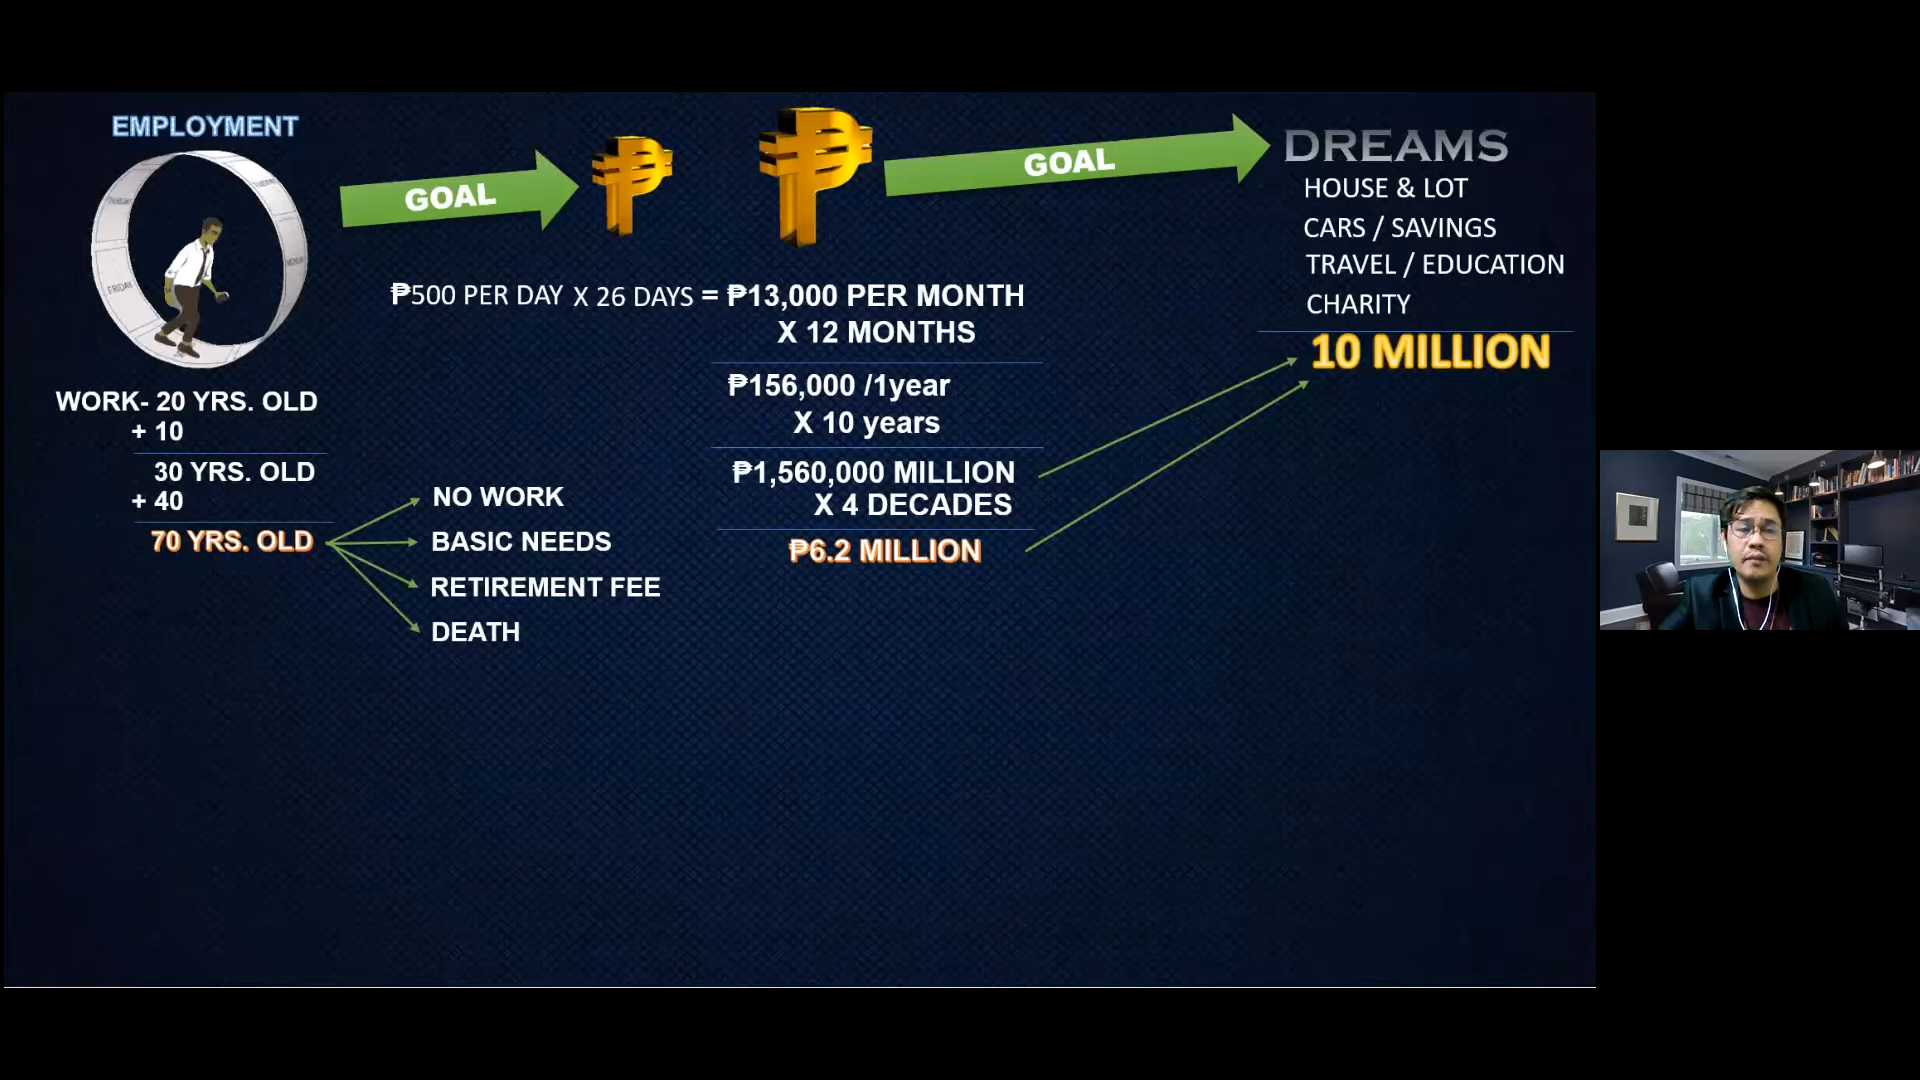 EMPLOYMENT
FRIDAY
GOAL
GOAL
DREAMS
HOUSE & LOT
CARS / SAVINGS
TRAVEL / EDUCATION
CHARITY
10 MILLION
₱500 PER DAY X 26 DAYS = ₱13,000 PER MONTH
X 12 MONTHS
₱156,000 /1year
X 10 years
₱1,560,000 MILLION
X 4 DECADES
₱6.2 MILLION
WORK- 20 YRS. OLD
+ 10
30 YRS. OLD
+ 40
70 YRS. OLD
NO WORK
BASIC NEEDS
RETIREMENT FEE
DEATH